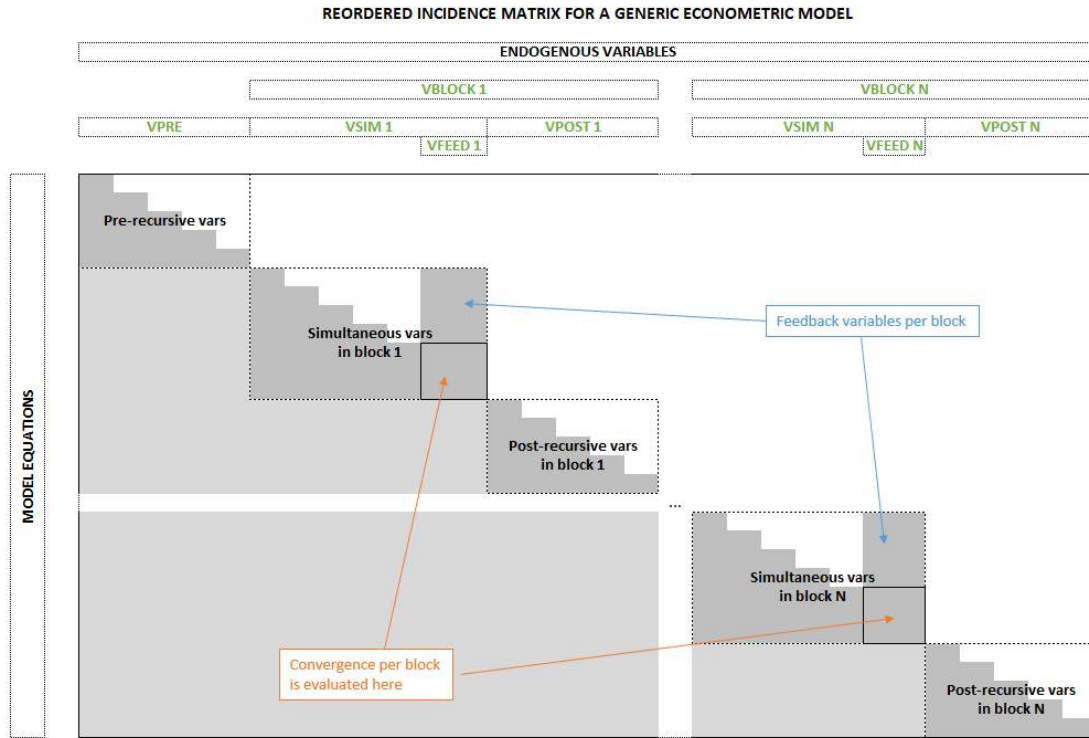 REORDERED INCIDENCE MATRIX FOR A GENERIC ECONOMETRIC MODEL
ENDOGENOUS VARIABLES
VBLOCK 1
VBLOCK N
VPRE
VSIM 1
VPOST 1
VSIM N
VPOST N
VFEED 1
VFEED N
MODEL EQUATIONS
Pre-recursive vars
Simultaneous vars
in block 1
Feedback variables per block
Post-recursive vars
in block 1
...
Simultaneous vars
in block N
Convergence per block
is evaluated here
Post-recursive vars
in block N